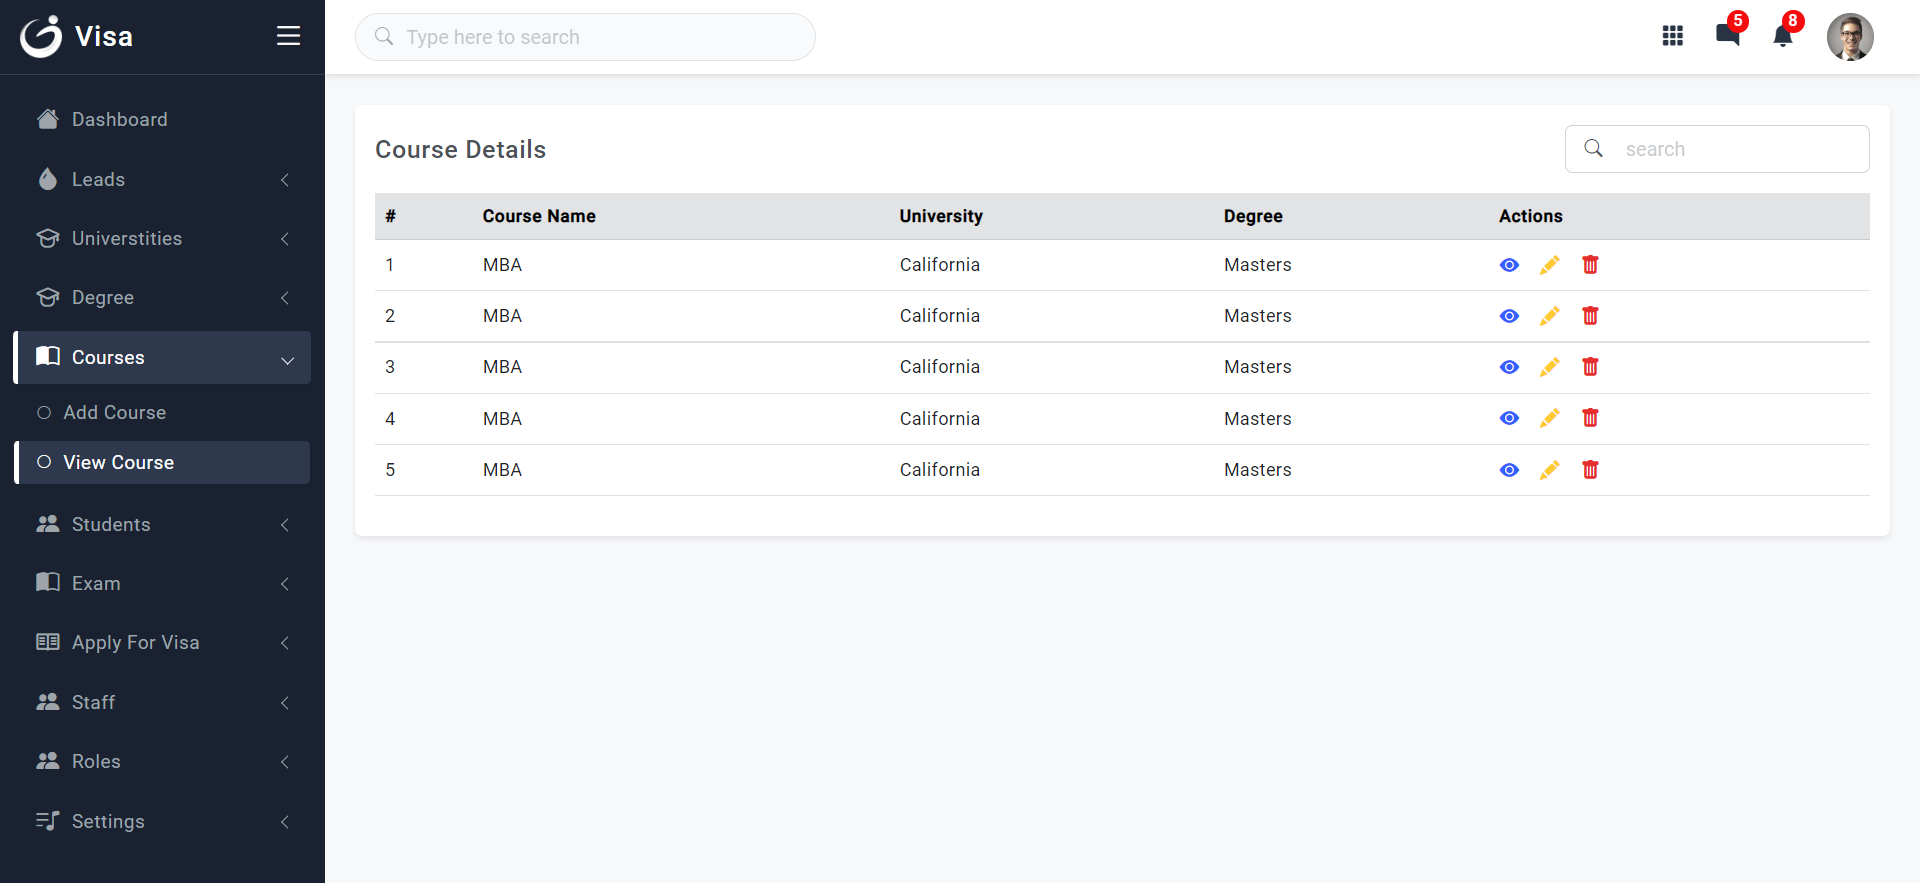 Visa
Type here to search
5
8
Dashboard
Leads
Universtities
Degree
Courses
Add Course
View Course
Students
Exam
Apply For Visa
Staff
Roles
Settings
Course Details
search
# Course Name University Degree Actions
1 MBA California Masters
2 MBA California Masters
3 MBA California Masters
4 MBA California Masters
5 MBA California Masters